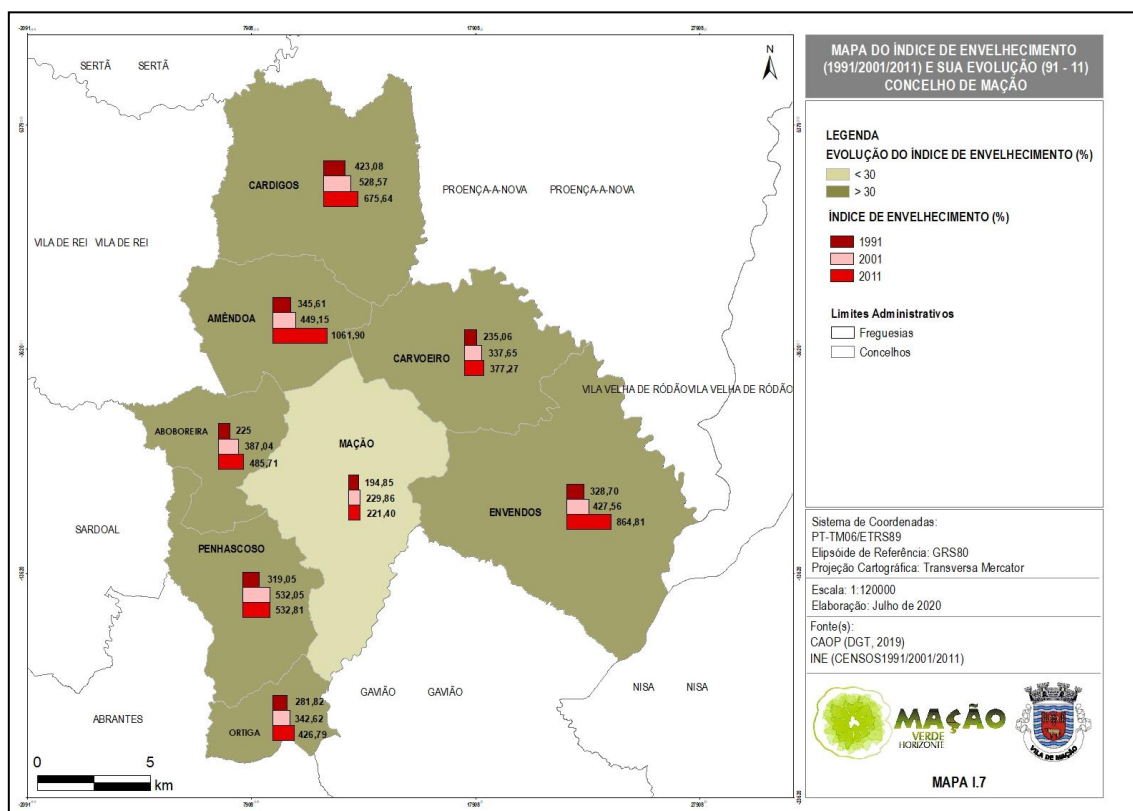 MAPA DO ÍNDICE DE ENVELHECIMENTO
(1991/2001/2011) E SUA EVOLUÇÃO (91 - 11)
CONCELHO DE MAÇÃO
LEGENDA
EVOLUÇÃO DO ÍNDICE DE ENVELHECIMENTO (%)
< 30
> 30
ÍNDICE DE ENVELHECIMENTO (%)
1991
2001
2011
Limites Administrativos
Freguesias
Concelhos
Sistema de Coordenadas:
PT-TM06/ETRS89
Elipsóide de Referência: GRS80
Projeção Cartográfica: Transversa Mercator
Escala: 1:120000
Elaboração: Julho de 2020
Fonte(s):
CAOP (DGT, 2019)
INE (CENSOS1991/2001/2011)
MAÇÃO
VERDE
HORIZONTE
VILA DE MAÇÃO
MAPA I.7
N
SERTÃ SERTÃ
PROENÇA-A-NOVA PROENÇA-A-NOVA
VILA DE REI VILA DE REI
CARDIGOS
423,08
528,57
675,64
AMÊNDOA
345,61
449,15
1061,90
CARVOEIRO
235,06
337,65
377,27
VILA VELHA DE RÓDÃO VILA VELHA DE RÓDÃO
ABOBOREIRA
225
387,04
485,71
MAÇÃO
194,85
229,86
221,40
ENVENDOS
328,70
427,56
864,81
SARDOAL
PENHASCOSO
319,05
532,05
532,81
GAVIÃO GAVIÃO
NISA NISA
ABRANTES
ORTIGA
281,82
342,62
426,79
0 5
km